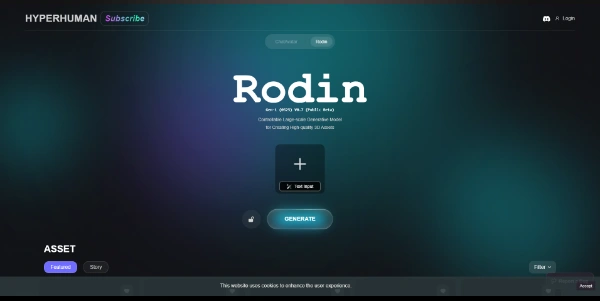 HYPERHUMAN Subscribe
Login
ChatAvatar Rodin
Rodin
Gen-1 (0525) V0.7 (Public Beta)
Controllable Large-scale Generative Model
for Creating High-quality 3D Assets
Text Input
GENERATE
ASSET
Featured Story
Filter
This website uses cookies to enhance the user experience.
Accept